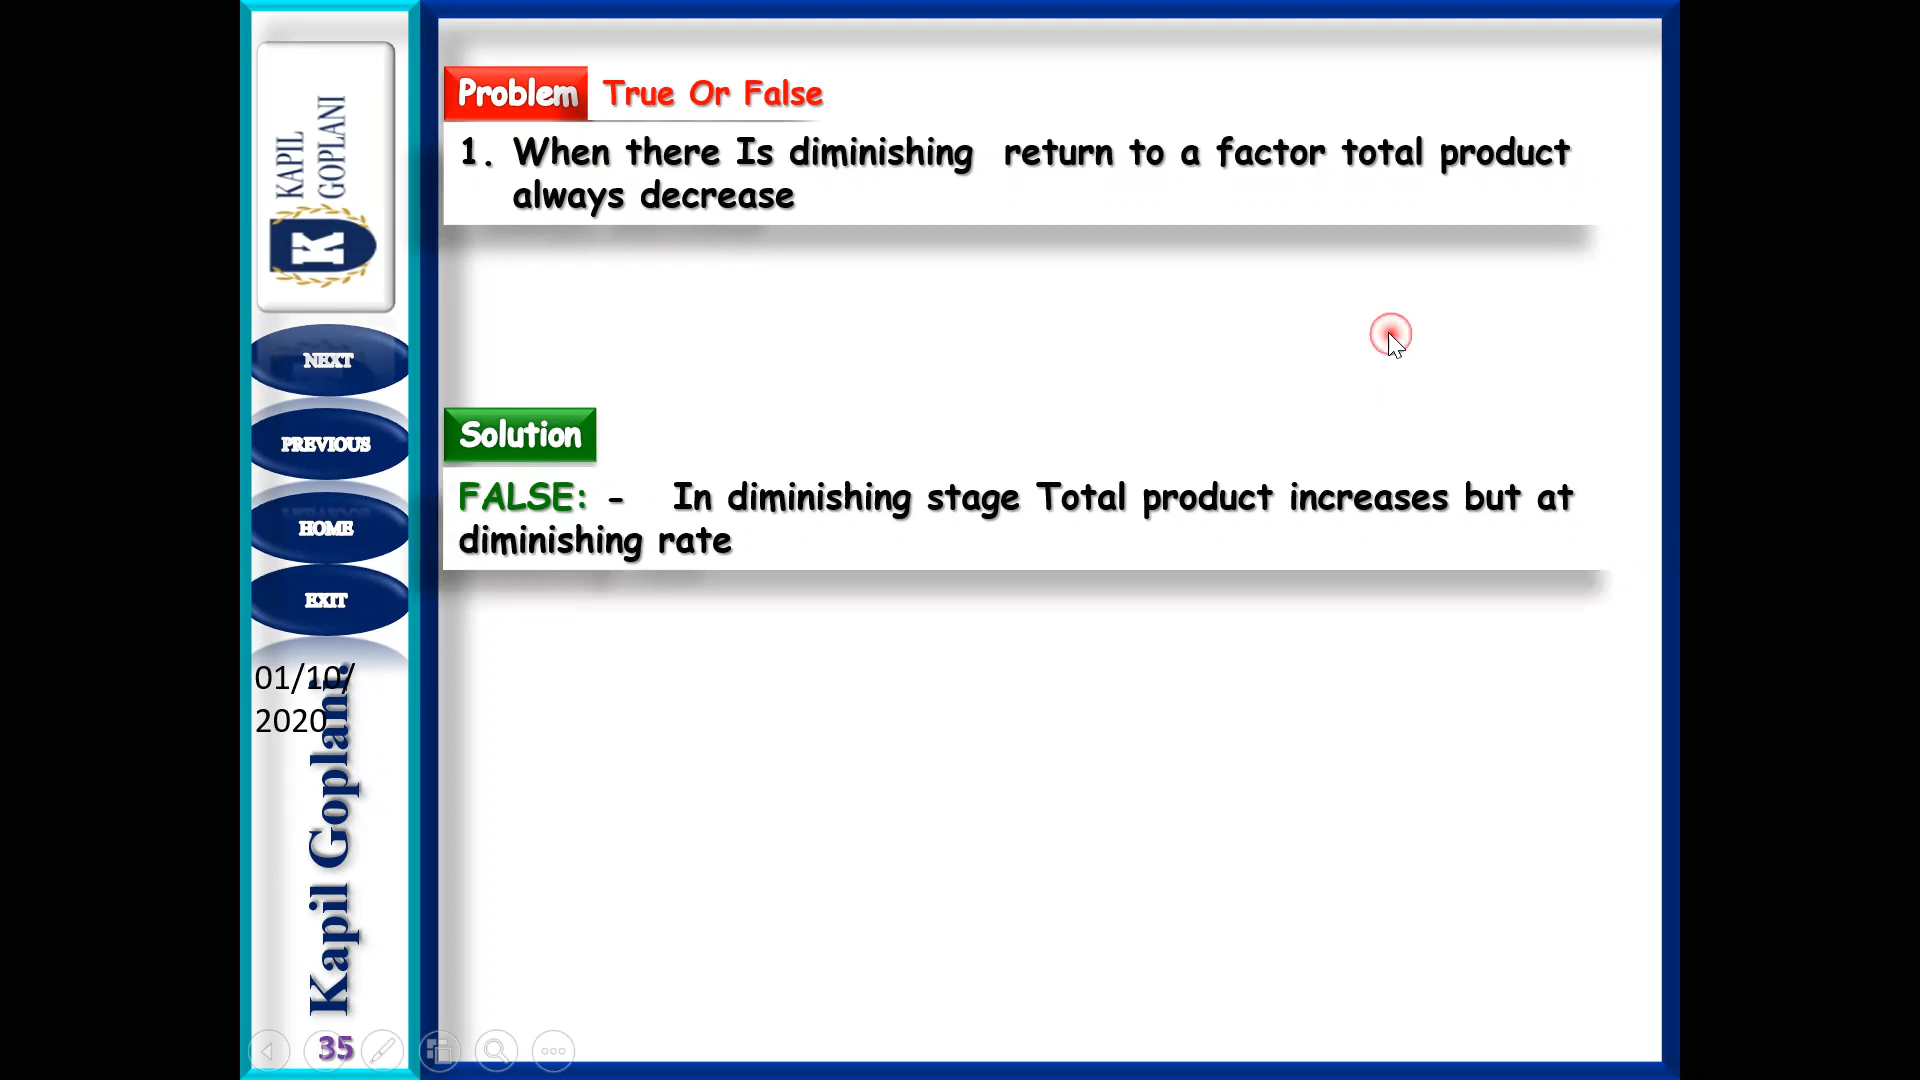 KAPIL
GOPLANI
K
NEXT
PREVIOUS
HOME
EXIT
01/10/
2020
Kapil Goplani.
35
Problem True Or False
1. When there Is diminishing return to a factor total product
always decrease
Solution
FALSE: - In diminishing stage Total product increases but at
diminishing rate